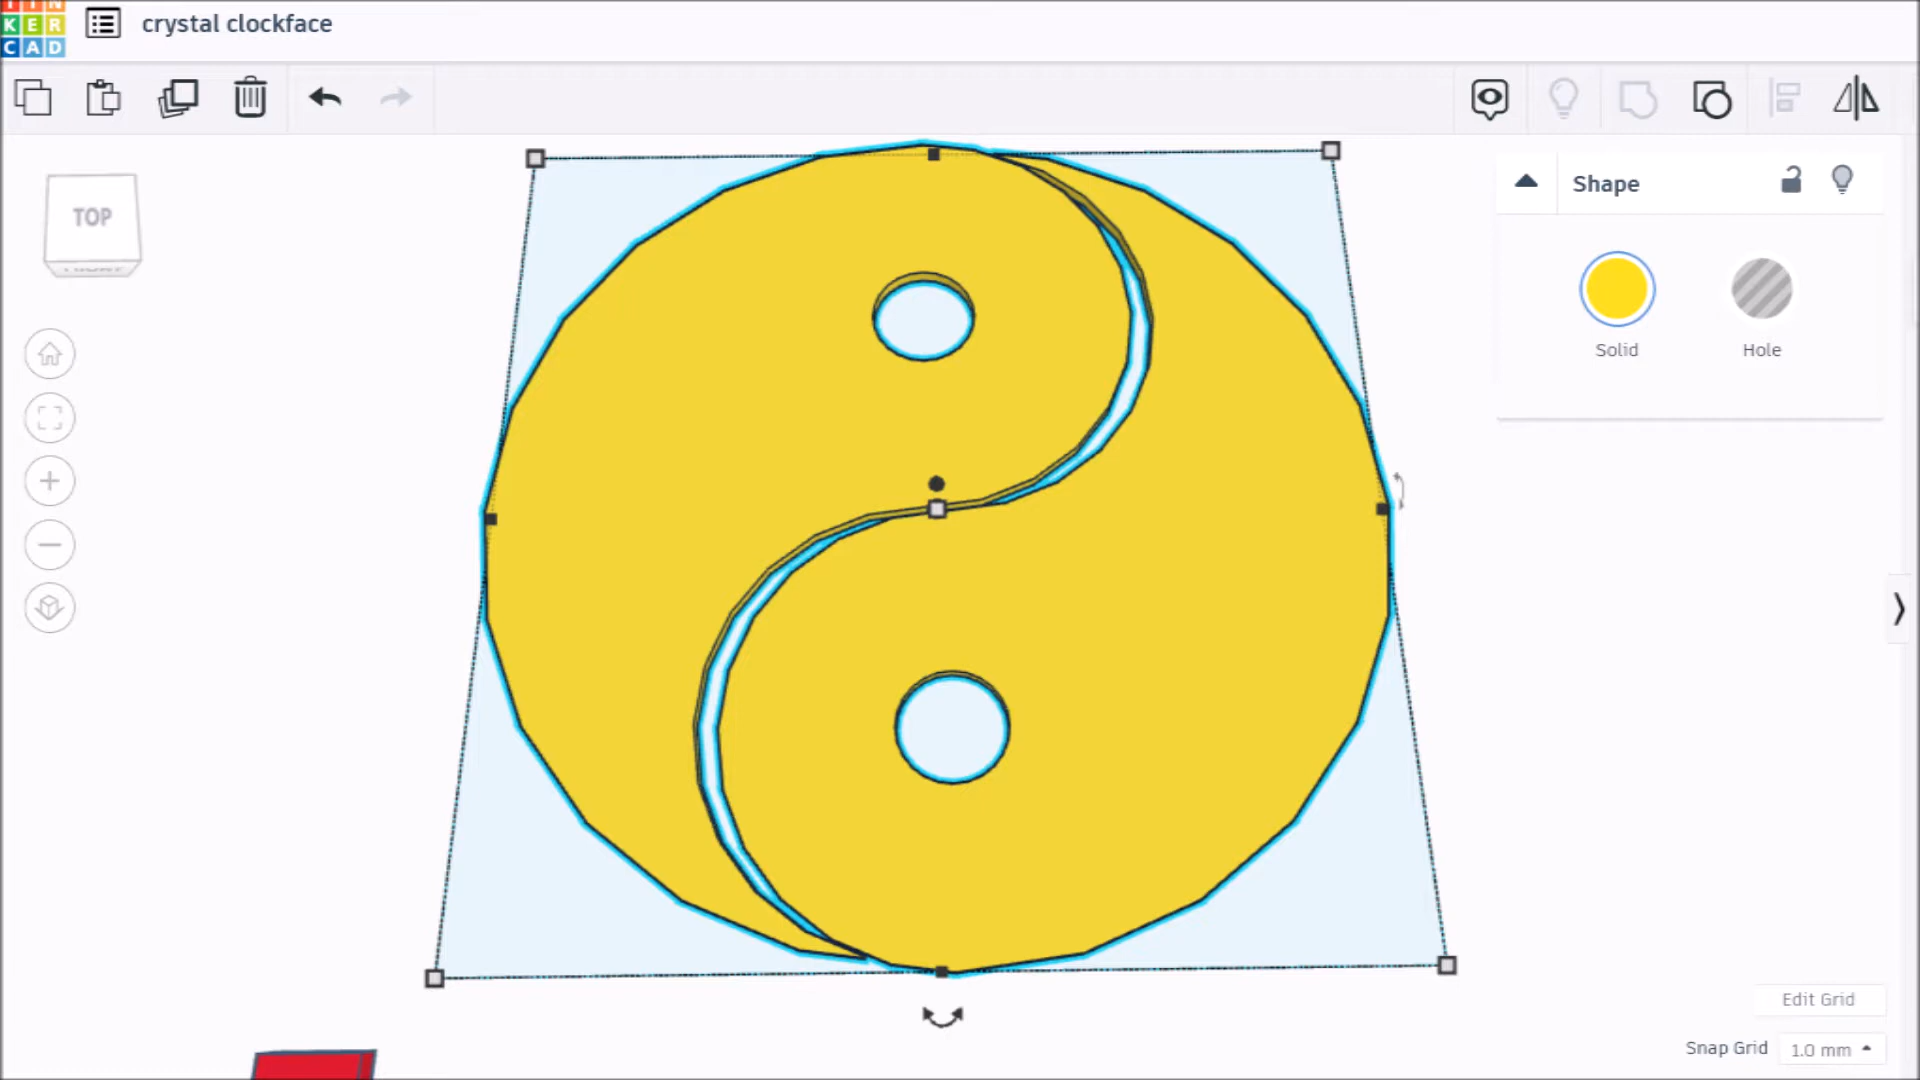 TIN
KER
CAD
crystal clockface
TOP
Shape
Solid
Hole
Edit Grid
Snap Grid 1.0 mm